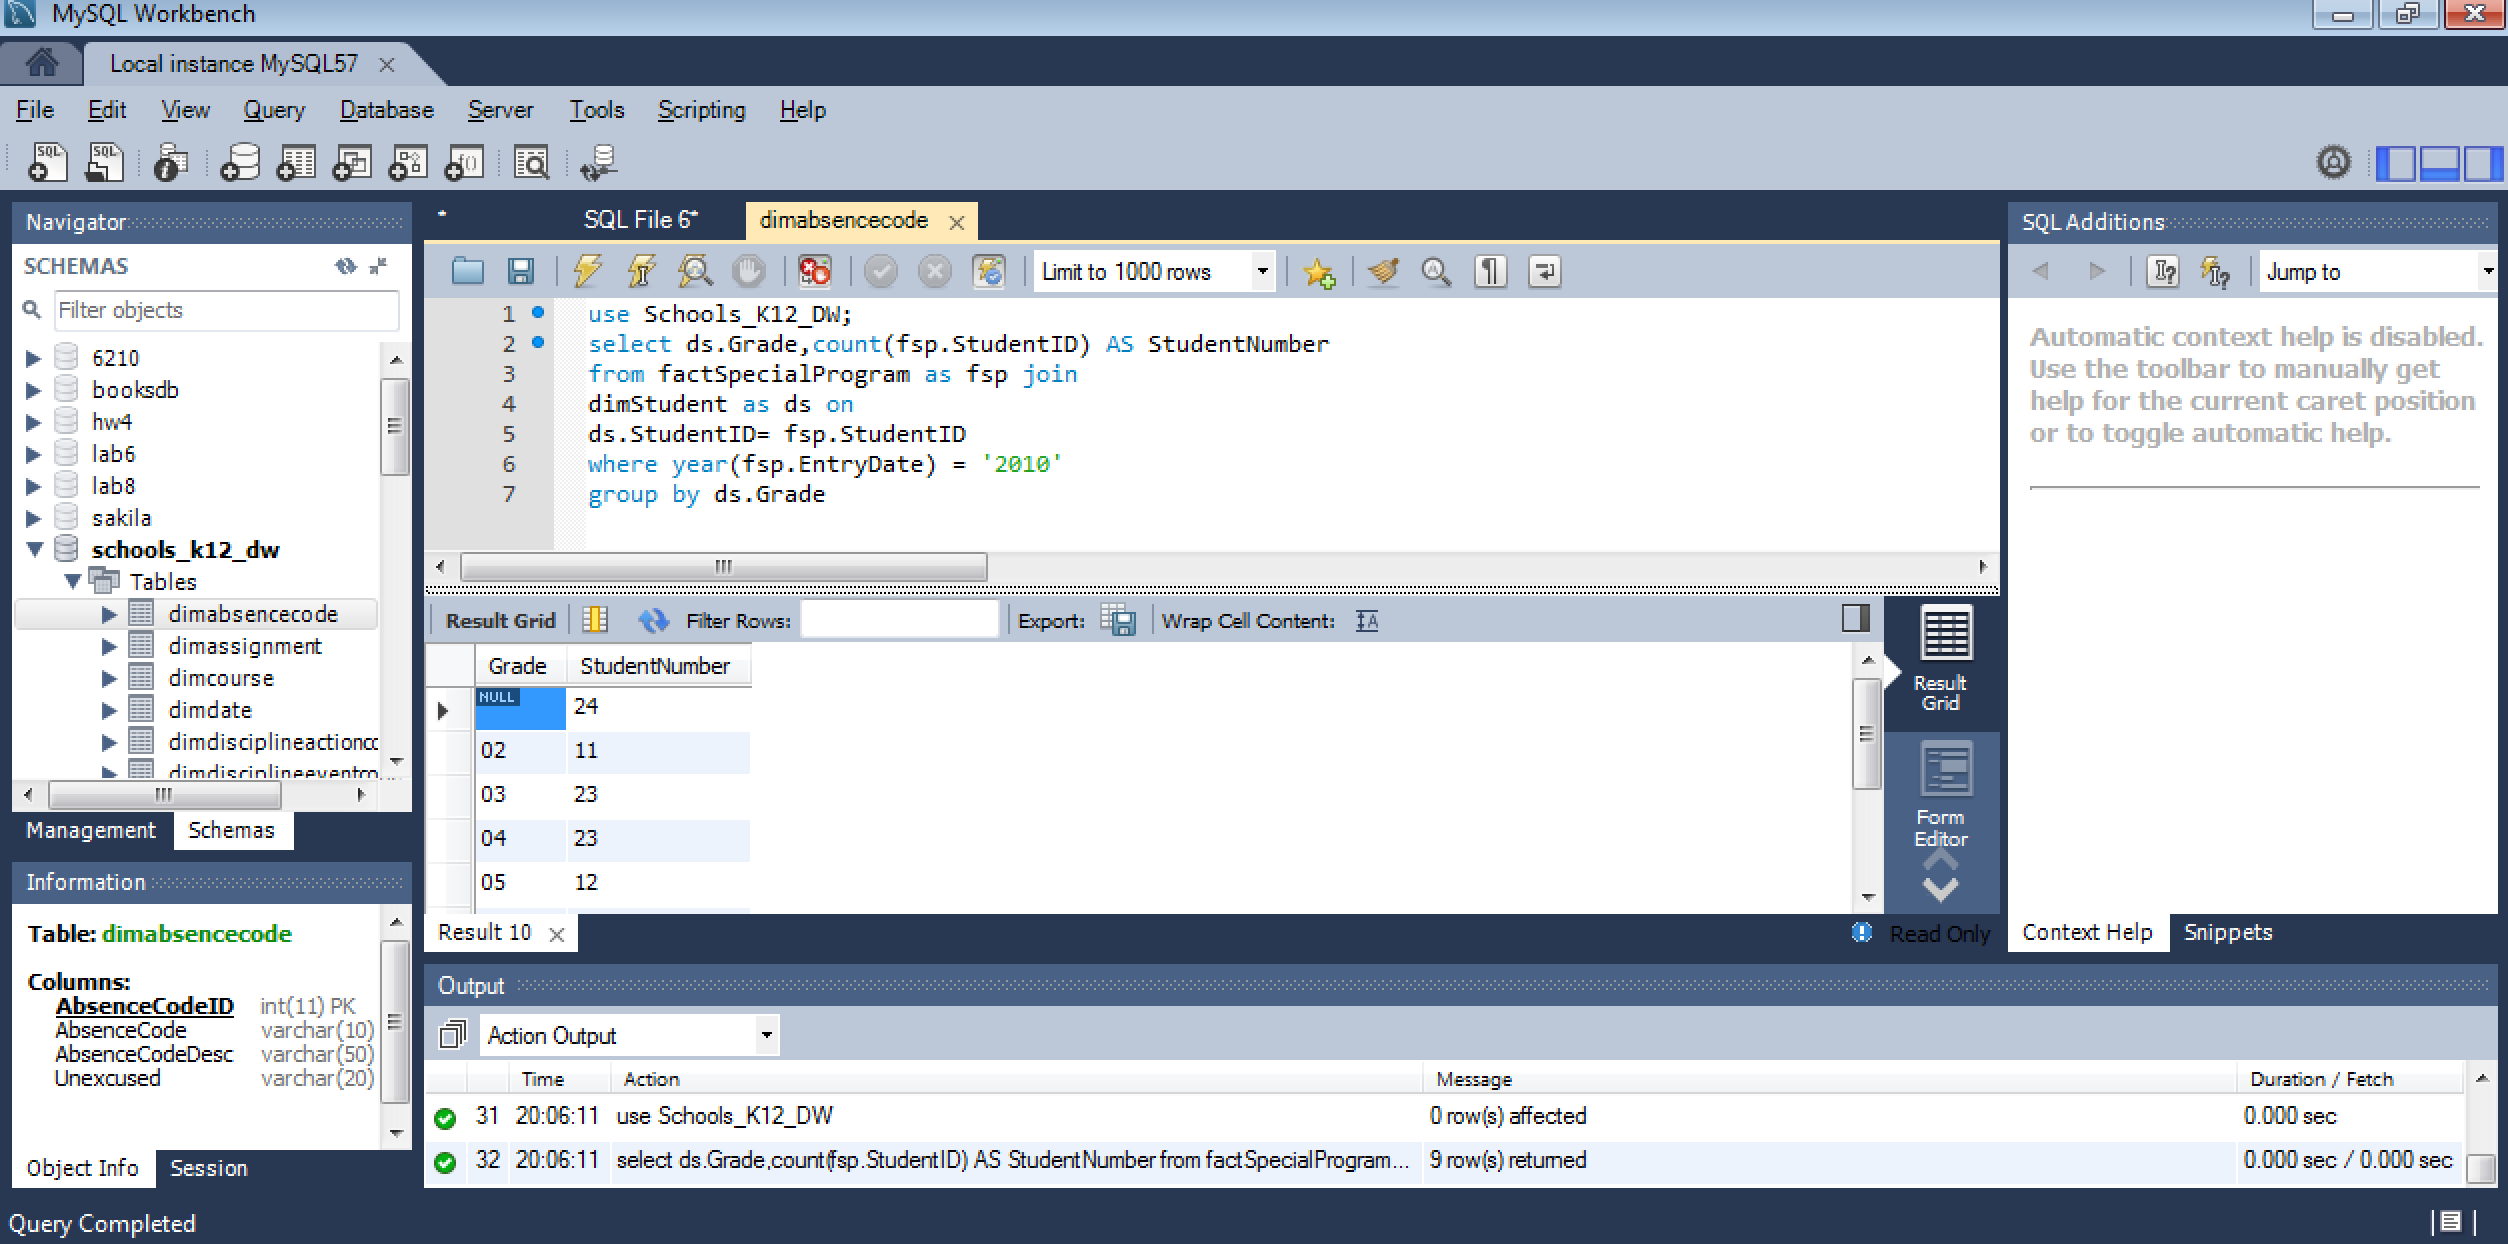 MySQL Workbench
Local instance MySQL57
File Edit View Query Database Server Tools Scripting Help
Navigator
SCHEMAS
Filter objects
6210
booksdb
hw4
lab6
lab8
sakila
schools_k12_dw
Tables
dimabsencecode
dimassignment
dimcourse
dimdate
dimdisciplineactionco
dimdisciplineeventco...
Management Schemas
Information
Table: dimabsencecode
Columns:
AbsenceCodeID int(11) PK
AbsenceCode varchar(10)
AbsenceCodeDesc varchar(50)
Unexcused varchar(20)
Object Info Session
* SQL File 6* dimabsencecode
Limit to 1000 rows
1 use Schools_K12_DW;
2 select ds.Grade,count(fsp.StudentID) AS StudentNumber
3 from factSpecialProgram as fsp join
4 dimStudent as ds on
5 ds.StudentID= fsp.StudentID
6 where year(fsp.EntryDate) = '2010'
7 group by ds.Grade
Result Grid Filter Rows: Export: Wrap Cell Content:
Grade StudentNumber
NULL 24
02 11
03 23
04 23
05 12
Result
Grid
Form
Editor
Result 10 Read Only
SQL Additions
Jump to
Automatic context help is disabled.
Use the toolbar to manually get
help for the current caret position
or to toggle automatic help.
Context Help Snippets
Output
Action Output
Time Action Message Duration / Fetch
31 20:06:11 use Schools_K12_DW 0 row(s) affected 0.000 sec
32 20:06:11 select ds.Grade,count(fsp.StudentID) AS StudentNumber from factSpecialProgram... 9 row(s) returned 0.000 sec / 0.000 sec
Query Completed